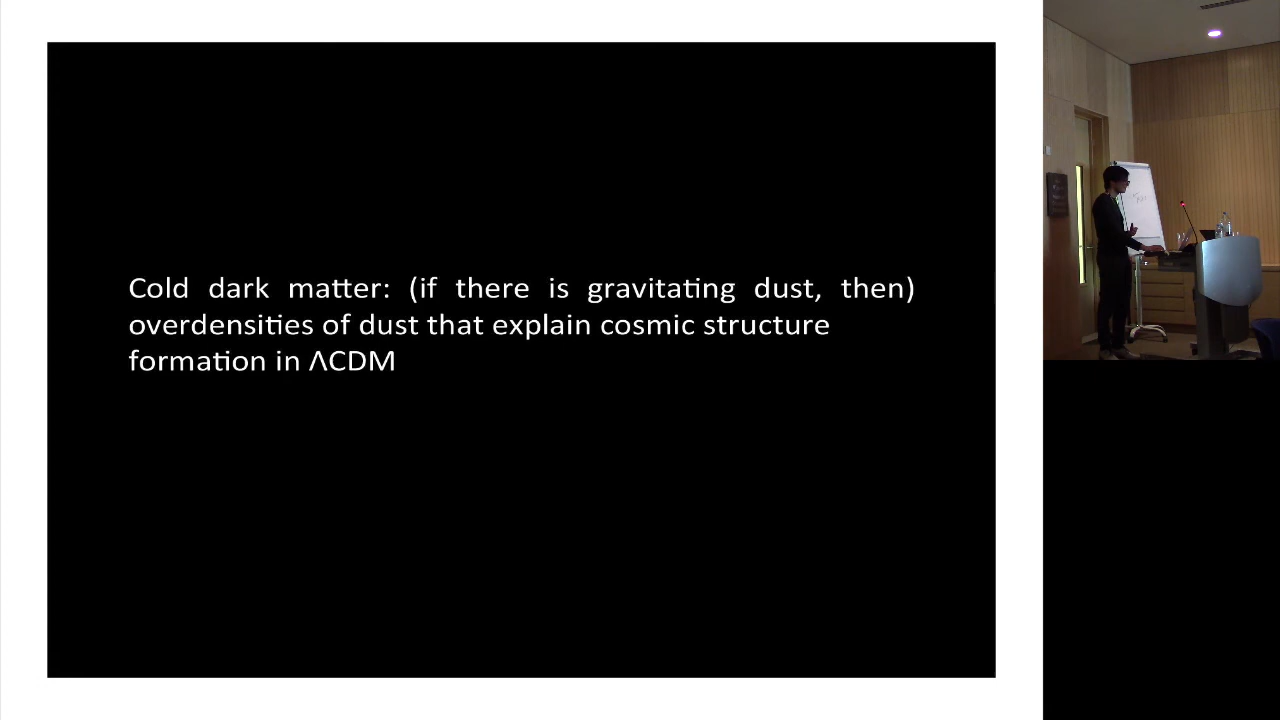 Cold dark matter: (if there is gravitating dust, then)
overdensities of dust that explain cosmic structure
formation in ΛCDM